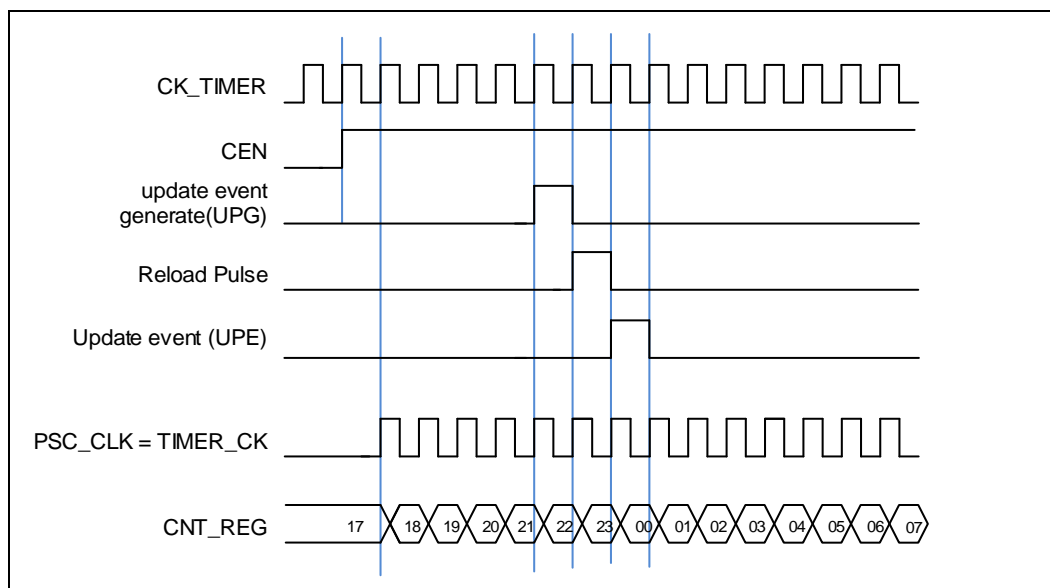 CK_TIMER
CEN
update event
generate(UPG)
Reload Pulse
Update event (UPE)
PSC_CLK = TIMER_CK
CNT_REG 17 18 19 20 21 22 23 00 01 02 03 04 05 06 07